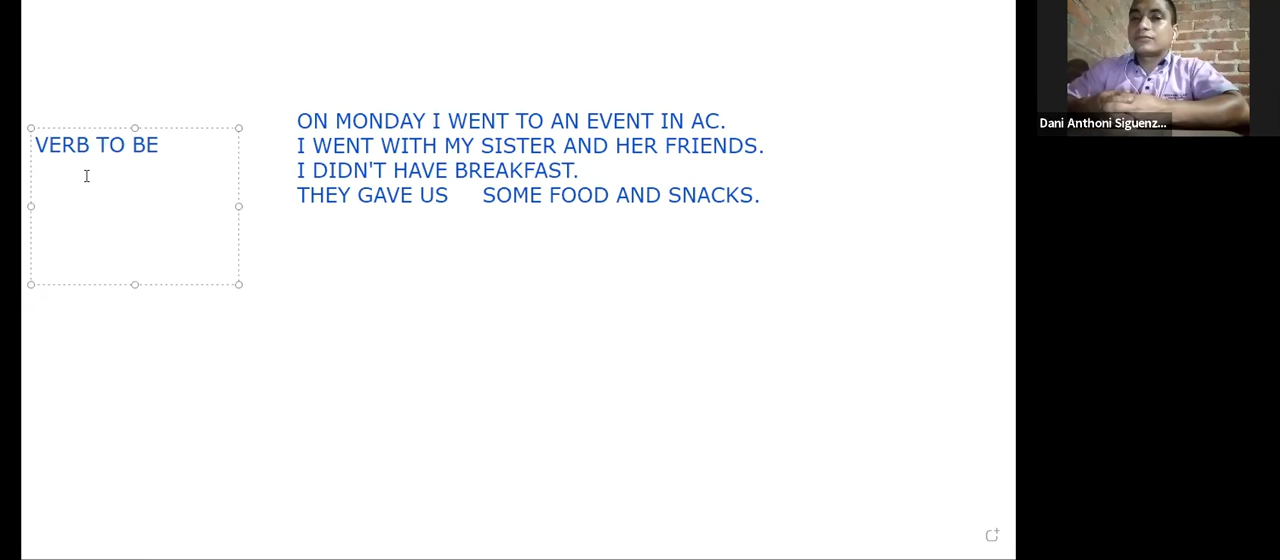 VERB TO BE
ON MONDAY I WENT TO AN EVENT IN AC.
I WENT WITH MY SISTER AND HER FRIENDS.
I DIDN'T HAVE BREAKFAST.
THEY GAVE US SOME FOOD AND SNACKS.
Dani Anthoni Siguenz...